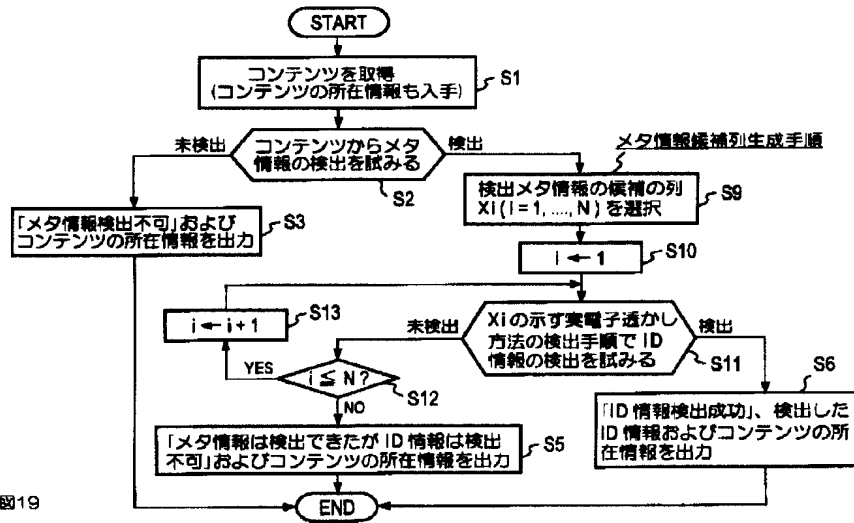 START
コンテンツを取得
(コンテンツの所在情報も入手)
S1
未検出
コンテンツからメタ
情報の検出を試みる
検出
S2
メタ情報候補列生成手順
検出メタ情報の候補の列
Xi(i=1, ...., N)を選択
S9
「メタ情報検出不可」および
コンテンツの所在情報を出力
S3
i ← 1
S10
i ← i+1
S13
未検出
Xiの示す実電子透かし
方法の検出手順でID
情報の検出を試みる
検出
S11
YES
i ≦ N ?
S12
NO
S6
「ID情報検出成功」、検出した
ID情報およびコンテンツの所
在情報を出力
「メタ情報は検出できたがID情報は検出
不可」およびコンテンツの所在情報を出力
S5
END
図19